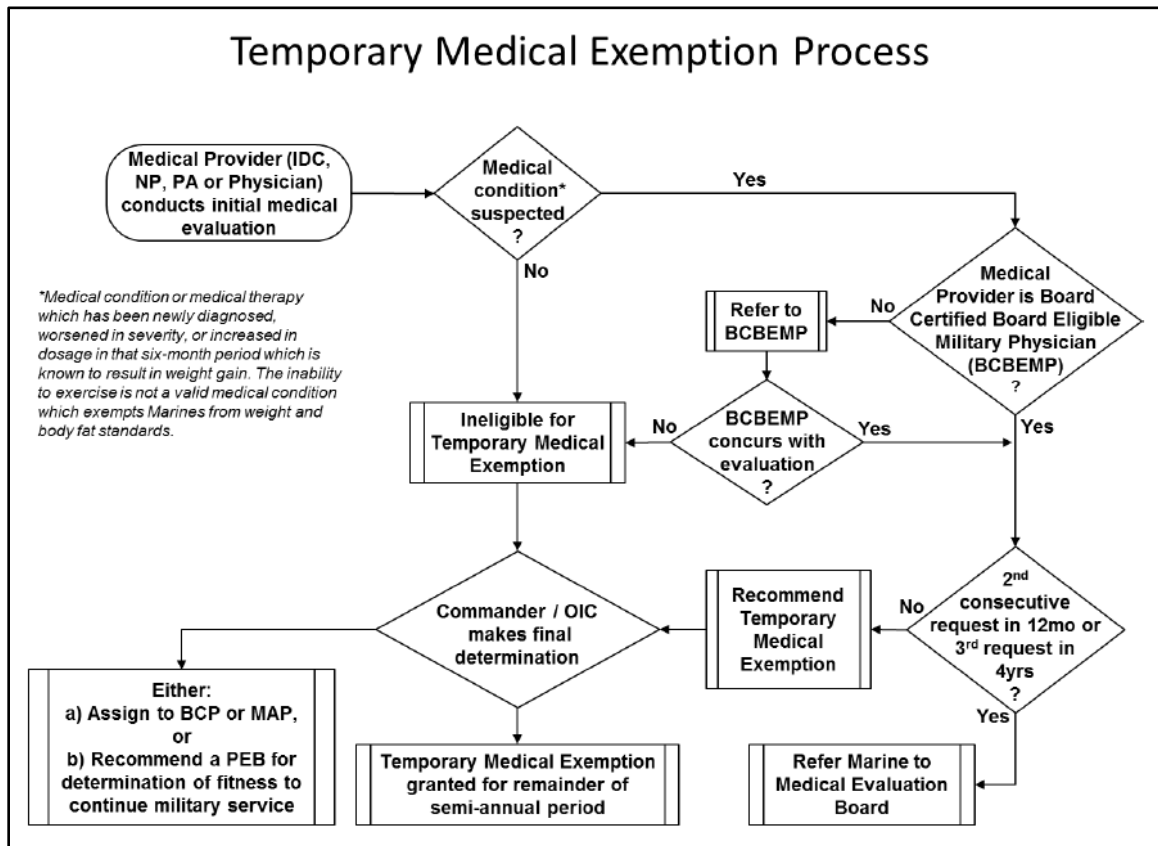 Temporary Medical Exemption Process
Medical Provider (IDC,
NP, PA or Physician)
conducts initial medical
evaluation
Medical
condition*
suspected
?
Yes
No
*Medical condition or medical therapy
which has been newly diagnosed,
worsened in severity, or increased in
dosage in that six-month period which is
known to result in weight gain. The inability
to exercise is not a valid medical condition
which exempts Marines from weight and
body fat standards.
Medical
Provider is Board
Certified Board Eligible
Military Physician
(BCBEMP)
?
No
Yes
Refer to
BCBEMP
BCBEMP
concurs with
evaluation
?
No
Yes
Ineligible for
Temporary Medical
Exemption
2nd
consecutive
request in 12mo or
3rd request in
4yrs
?
No
Yes
Recommend
Temporary
Medical
Exemption
Commander / OIC
makes final
determination
Either:
a) Assign to BCP or MAP,
or
b) Recommend a PEB for
determination of fitness to
continue military service
Temporary Medical Exemption
granted for remainder of
semi-annual period
Refer Marine to
Medical Evaluation
Board